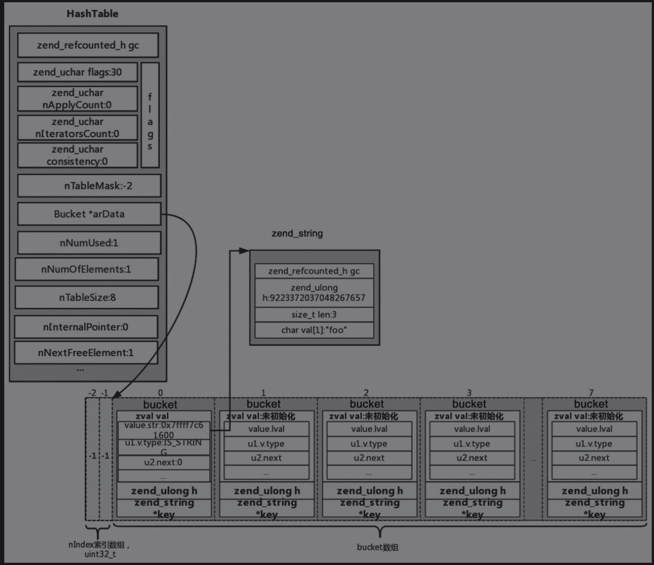 HashTable
zend_refcounted_h gc
zend_uchar flags:30
zend_uchar
nApplyCount:0
zend_uchar
nIteratorsCount:0
zend_uchar
consistency:0
flags
nTableMask:-2
Bucket *arData
nNumUsed:1
nNumOfElements:1
nTableSize:8
nInternalPointer:0
nNextFreeElement:1
...
zend_string
zend_refcounted_h gc
zend_ulong
h:9223372037048267657
size_t len:3
char val[1]:"foo"
-2 -1 0 1 2 3 7
bucket bucket bucket bucket bucket
zval val zval val:未初始化 zval val:未初始化 zval val:未初始化 zval val:未初始化
value.str:0x7ffff7c6
1600
value.lval value.lval value.lval value.lval
u1.v.type:IS_STRIN
G
u1.v.type u1.v.type u1.v.type u1.v.type
-1 -1
u2.next:0 u2.next u2.next u2.next u2.next
... ... ... ... ... ...
zend_ulong h zend_ulong h zend_ulong h zend_ulong h zend_ulong h
zend_string zend_string zend_string zend_string zend_string
*key *key *key *key *key
nIndex索引数组，
uint32_t
bucket数组